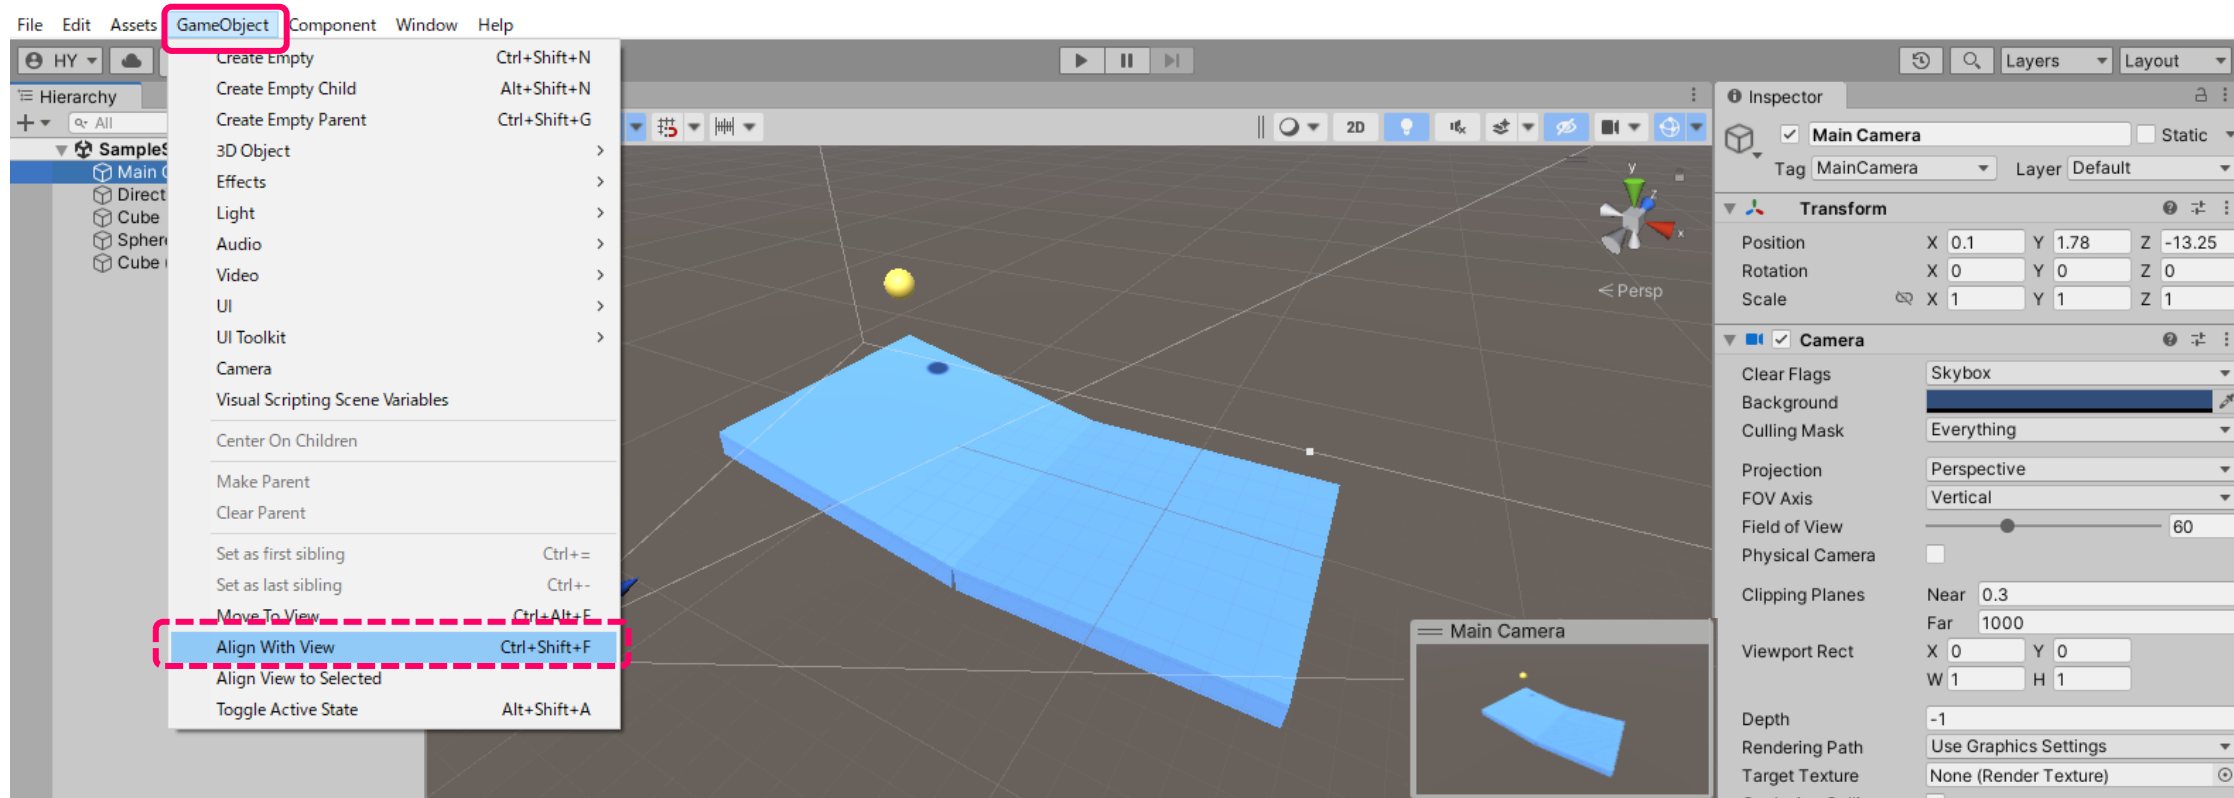 File Edit Assets GameObject Component Window Help
HY
Layers Layout
Hierarchy
All
SampleS
Main C
Direct
Cube
Sphere
Cube
Create Empty Ctrl+Shift+N
Create Empty Child Alt+Shift+N
Create Empty Parent Ctrl+Shift+G
3D Object
Effects
Light
Audio
Video
UI
UI Toolkit
Camera
Visual Scripting Scene Variables
Center On Children
Make Parent
Clear Parent
Set as first sibling Ctrl+=
Set as last sibling Ctrl+-
Move To View Ctrl+Alt+F
Align With View Ctrl+Shift+F
Align View to Selected
Toggle Active State Alt+Shift+A
2D
y
z
x
Persp
Main Camera
Inspector
Main Camera Static
Tag MainCamera Layer Default
Transform
Position X 0.1 Y 1.78 Z -13.25
Rotation X 0 Y 0 Z 0
Scale X 1 Y 1 Z 1
Camera
Clear Flags Skybox
Background
Culling Mask Everything
Projection Perspective
FOV Axis Vertical
Field of View 60
Physical Camera
Clipping Planes Near 0.3
Far 1000
Viewport Rect X 0 Y 0
W 1 H 1
Depth -1
Rendering Path Use Graphics Settings
Target Texture None (Render Texture)